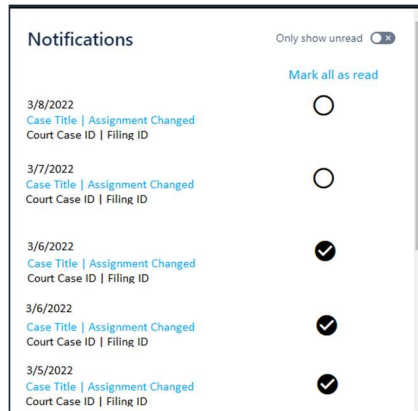 Notifications
Only show unread
Mark all as read
3/8/2022
Case Title | Assignment Changed
Court Case ID | Filing ID
3/7/2022
Case Title | Assignment Changed
Court Case ID | Filing ID
3/6/2022
Case Title | Assignment Changed
Court Case ID | Filing ID
3/6/2022
Case Title | Assignment Changed
Court Case ID | Filing ID
3/5/2022
Case Title | Assignment Changed
Court Case ID | Filing ID